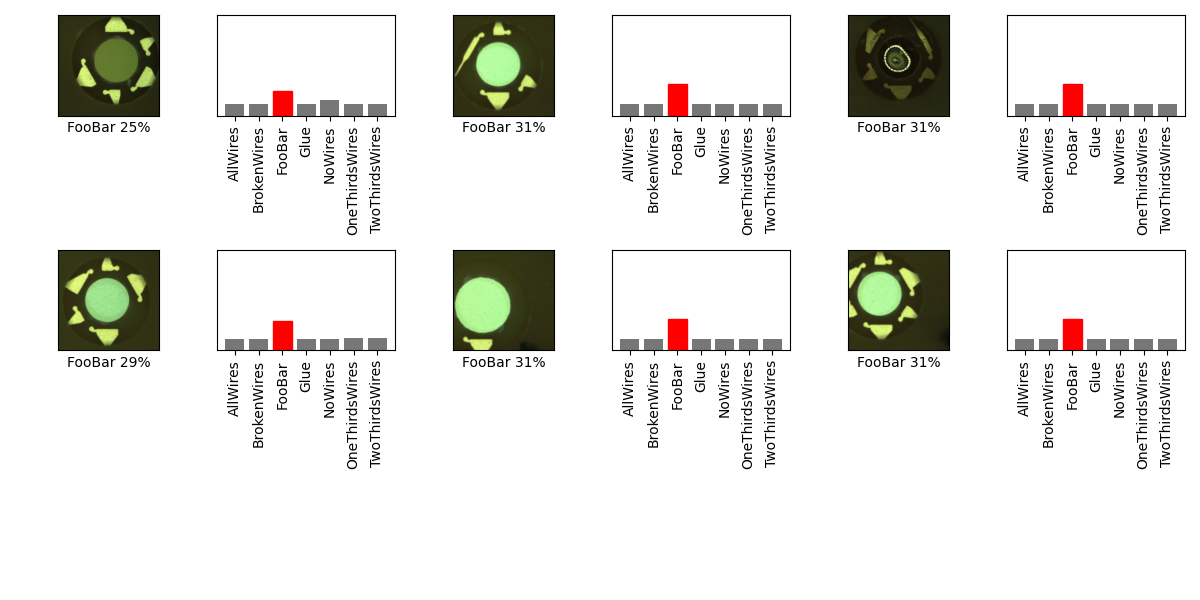 FooBar 25%
AllWires
BrokenWires
FooBar
Glue
NoWires
OneThirdsWires
TwoThirdsWires
FooBar 31%
AllWires
BrokenWires
FooBar
Glue
NoWires
OneThirdsWires
TwoThirdsWires
FooBar 31%
AllWires
BrokenWires
FooBar
Glue
NoWires
OneThirdsWires
TwoThirdsWires
FooBar 29%
AllWires
BrokenWires
FooBar
Glue
NoWires
OneThirdsWires
TwoThirdsWires
FooBar 31%
AllWires
BrokenWires
FooBar
Glue
NoWires
OneThirdsWires
TwoThirdsWires
FooBar 31%
AllWires
BrokenWires
FooBar
Glue
NoWires
OneThirdsWires
TwoThirdsWires